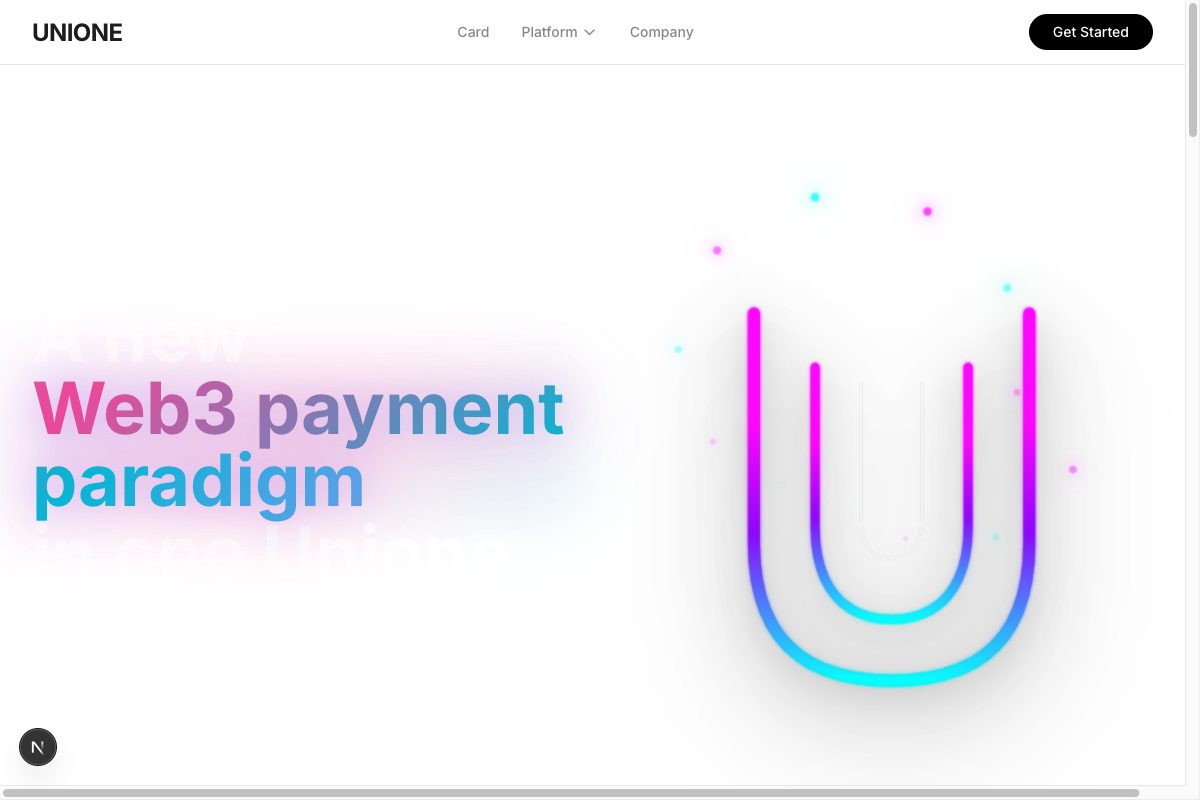 UNIONE
Card Platform Company
Get Started
A new
Web3 payment
paradigm
in one Unione
N